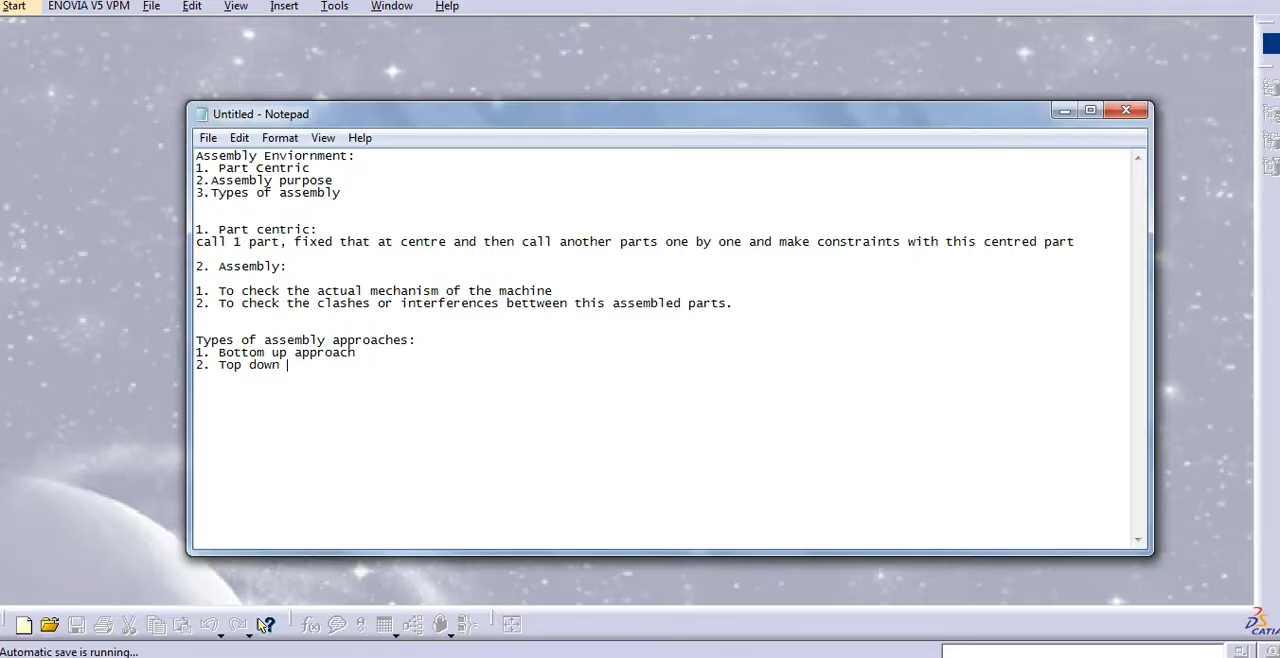 Start ENOVIA V5 VPM File Edit View Insert Tools Window Help
Untitled - Notepad
File Edit Format View Help
Assembly Enviornment:
1. Part Centric
2.Assembly purpose
3.Types of assembly
1. Part centric:
call 1 part, fixed that at centre and then call another parts one by one and make constraints with this centred part
2. Assembly:
1. To check the actual mechanism of the machine
2. To check the clashes or interferences bettween this assembled parts.
Types of assembly approaches:
1. Bottom up approach
2. Top down
f(x)
DS
CATIA
Automatic save is running...